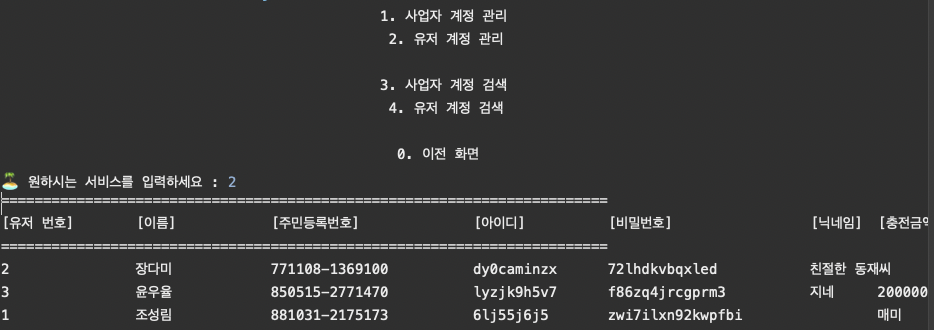 1. 사업자 계정 관리
2. 유저 계정 관리
3. 사업자 계정 검색
4. 유저 계정 검색
0. 이전 화면
🏝️ 원하시는 서비스를 입력하세요 : 2
=========================================================================
[유저 번호] [이름] [주민등록번호] [아이디] [비밀번호] [닉네임] [충전금액
=========================================================================
2 장다미 771108-1369100 dy0caminzx 72lhdkvbqxled 친절한 동재씨
3 윤우율 850515-2771470 lyzjk9h5v7 f86zq4jrcgprm3 지네 200000
1 조성림 881031-2175173 6lj55j6j5 zwi7ilxn92kwpfbi 매미